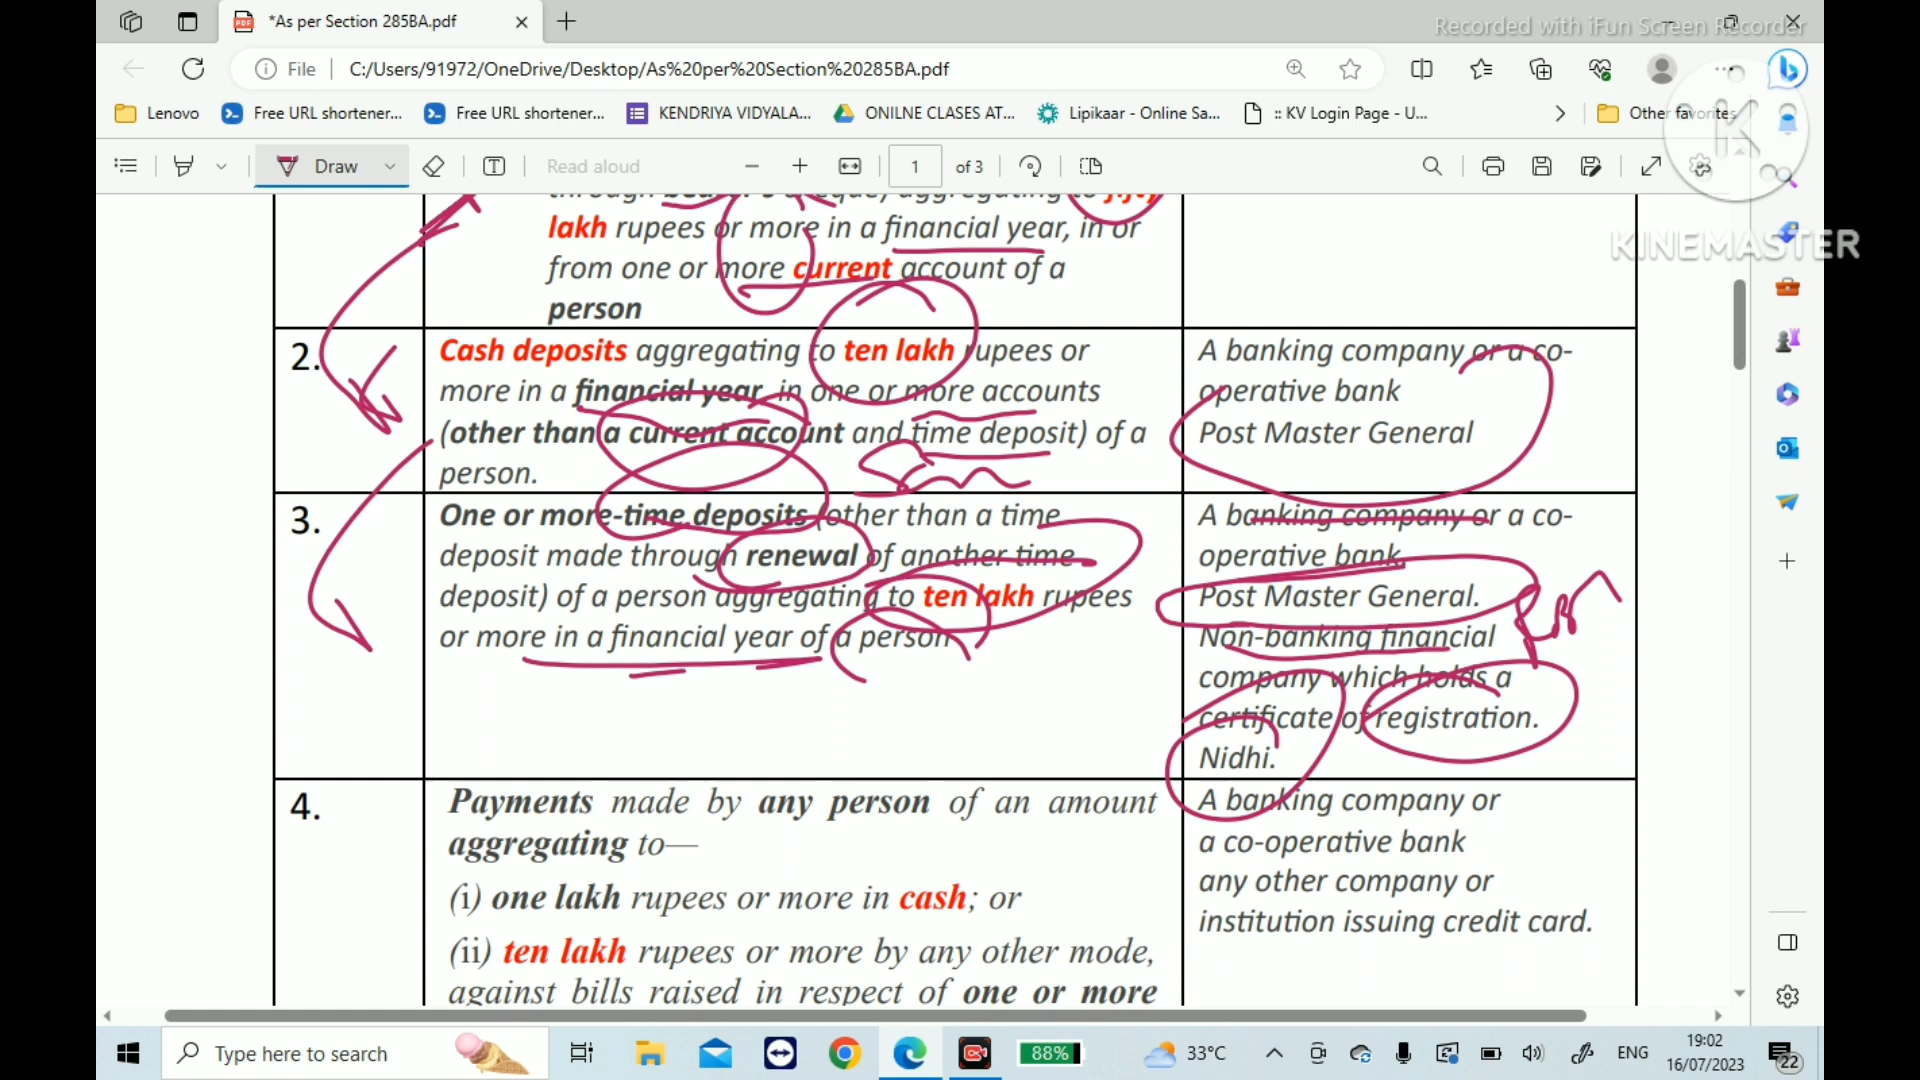 *As per Section 285BA.pdf
Recorded with iFun Screen Recorder
File
C:/Users/91972/OneDrive/Desktop/As%20per%20Section%20285BA.pdf
Lenovo
Free URL shortener...
Free URL shortener...
KENDRIYA VIDYALA...
ONILNE CLASES AT...
Lipikaar - Online Sa...
:: KV Login Page - U...
Other favorites
Draw
Read aloud
1 of 3
KINEMASTER
lakh rupees or more in a financial year, in or
from one or more current account of a
person
2.
Cash deposits aggregating to ten lakh rupees or
more in a financial year, in one or more accounts
(other than a current account and time deposit) of a
person.
A banking company or a co-
operative bank
Post Master General
3.
One or more-time deposits (other than a time
deposit made through renewal of another time
deposit) of a person aggregating to ten lakh rupees
or more in a financial year of a person
A banking company or a co-
operative bank.
Post Master General.
Non-banking financial
company which holds a
certificate of registration.
Nidhi.
4.
Payments made by any person of an amount
aggregating to—
(i) one lakh rupees or more in cash; or
(ii) ten lakh rupees or more by any other mode,
against bills raised in respect of one or more
A banking company or
a co-operative bank
any other company or
institution issuing credit card.
Type here to search
88%
33°C
ENG
19:02
16/07/2023
22